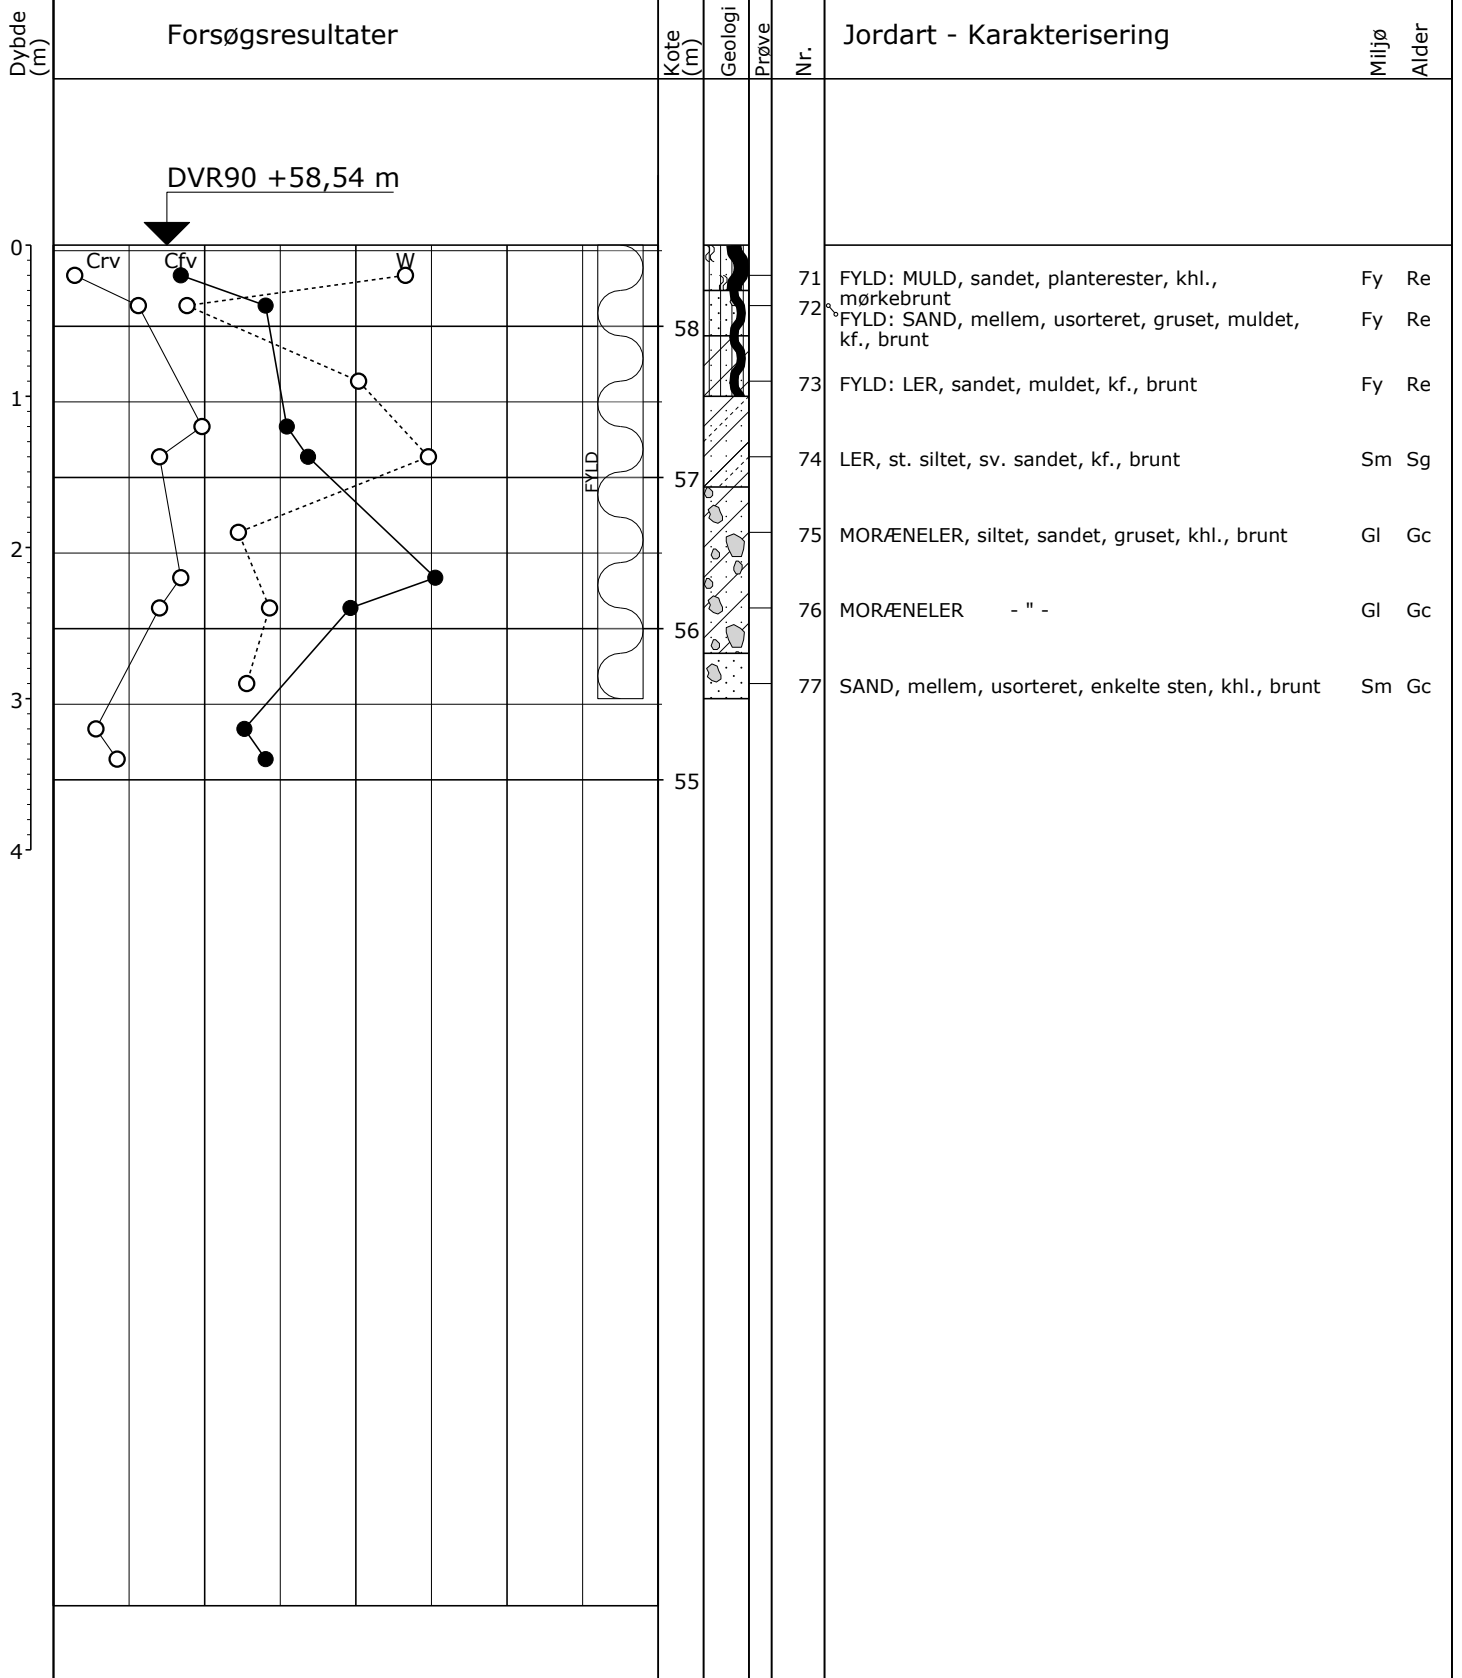 Dybde (m)
Forsøgsresultater
Kote (m)
Geologi
Prøve
Nr.
Jordart - Karakterisering
Miljø
Alder
DVR90 +58,54 m
0
Crv
Cfv
W
71 FYLD: MULD, sandet, planterester, khl., Fy Re
mørkebrunt
72 FYLD: SAND, mellem, usorteret, gruset, muldet, Fy Re
kf., brunt
58
73 FYLD: LER, sandet, muldet, kf., brunt Fy Re
1
74 LER, st. siltet, sv. sandet, kf., brunt Sm Sg
FYLD
57
75 MORÆNELER, siltet, sandet, gruset, khl., brunt Gl Gc
2
76 MORÆNELER - " - Gl Gc
56
77 SAND, mellem, usorteret, enkelte sten, khl., brunt Sm Gc
3
55
4